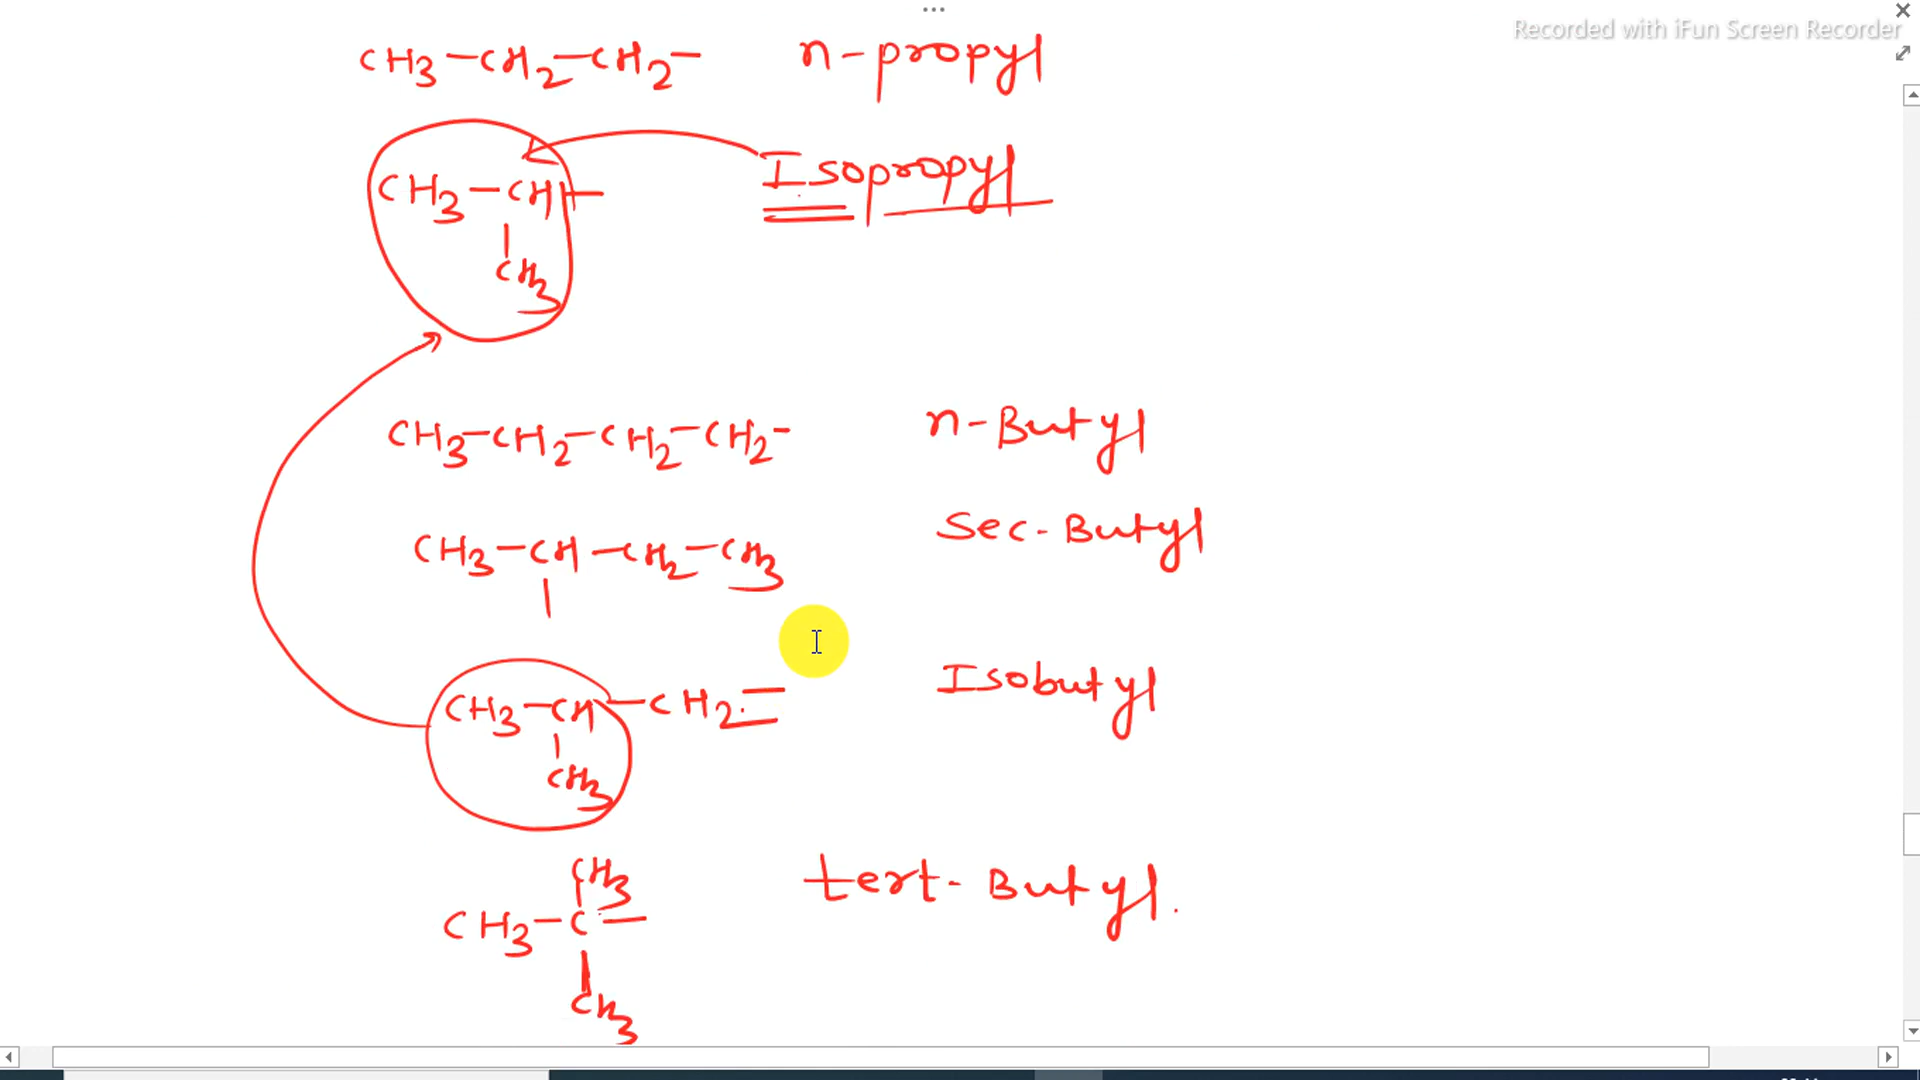 Recorded with iFun Screen Recorder
CH3-CH2-CH2- n-propyl
CH3-CH- Isopropyl
|
CH3
CH3-CH2-CH2-CH2- n-Butyl
CH3-CH-CH2-CH3 Sec-Butyl
|
CH3-CH-CH2- Isobutyl
|
CH3
CH3
|
CH3-C- tert-Butyl.
|
CH3